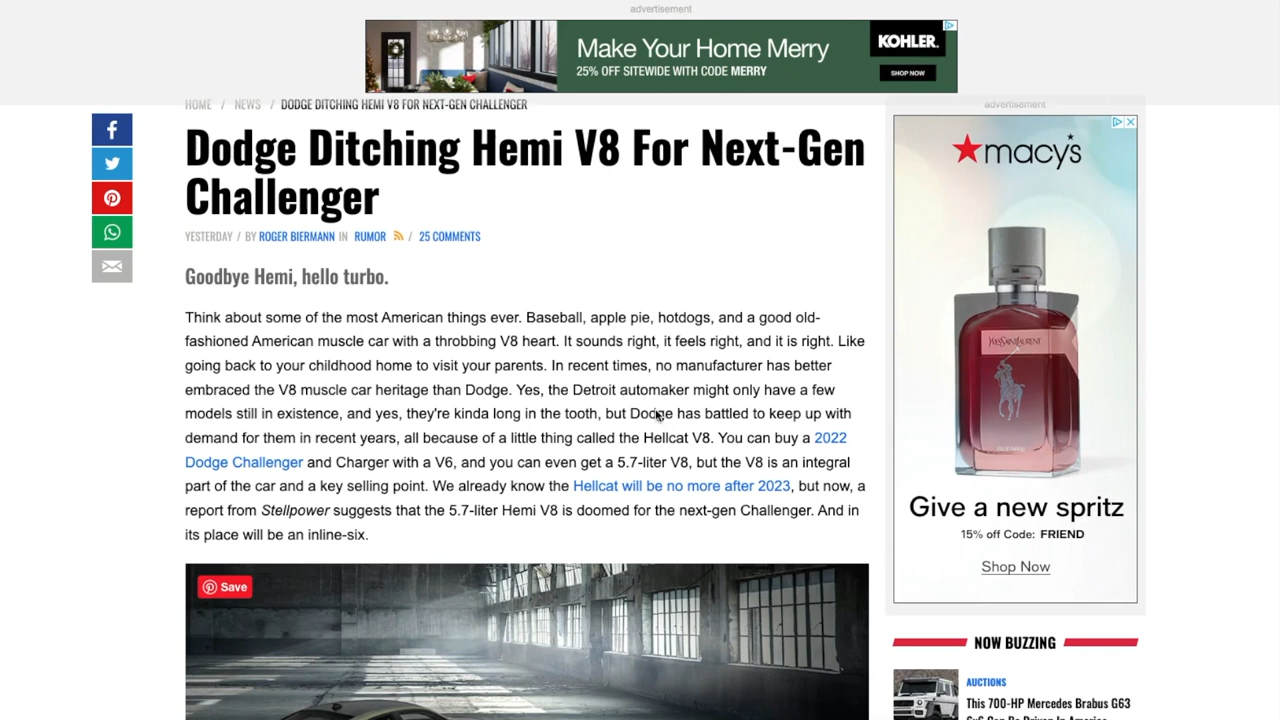 advertisement
Make Your Home Merry
25% OFF SITEWIDE WITH CODE MERRY
KOHLER.
SHOP NOW
HOME / NEWS / DODGE DITCHING HEMI V8 FOR NEXT-GEN CHALLENGER
Dodge Ditching Hemi V8 For Next-Gen
Challenger
YESTERDAY / BY ROGER BIERMANN IN RUMOR / 25 COMMENTS
Goodbye Hemi, hello turbo.
Think about some of the most American things ever. Baseball, apple pie, hotdogs, and a good old-
fashioned American muscle car with a throbbing V8 heart. It sounds right, it feels right, and it is right. Like
going back to your childhood home to visit your parents. In recent times, no manufacturer has better
embraced the V8 muscle car heritage than Dodge. Yes, the Detroit automaker might only have a few
models still in existence, and yes, they're kinda long in the tooth, but Dodge has battled to keep up with
demand for them in recent years, all because of a little thing called the Hellcat V8. You can buy a 2022
Dodge Challenger and Charger with a V6, and you can even get a 5.7-liter V8, but the V8 is an integral
part of the car and a key selling point. We already know the Hellcat will be no more after 2023, but now, a
report from Stellpower suggests that the 5.7-liter Hemi V8 is doomed for the next-gen Challenger. And in
its place will be an inline-six.
Save
advertisement
macy's
YVESSAINTLAURENT
Give a new spritz
15% off Code: FRIEND
Shop Now
NOW BUZZING
AUCTIONS
This 700-HP Mercedes Brabus G63
6x6 Can Be Driven In America